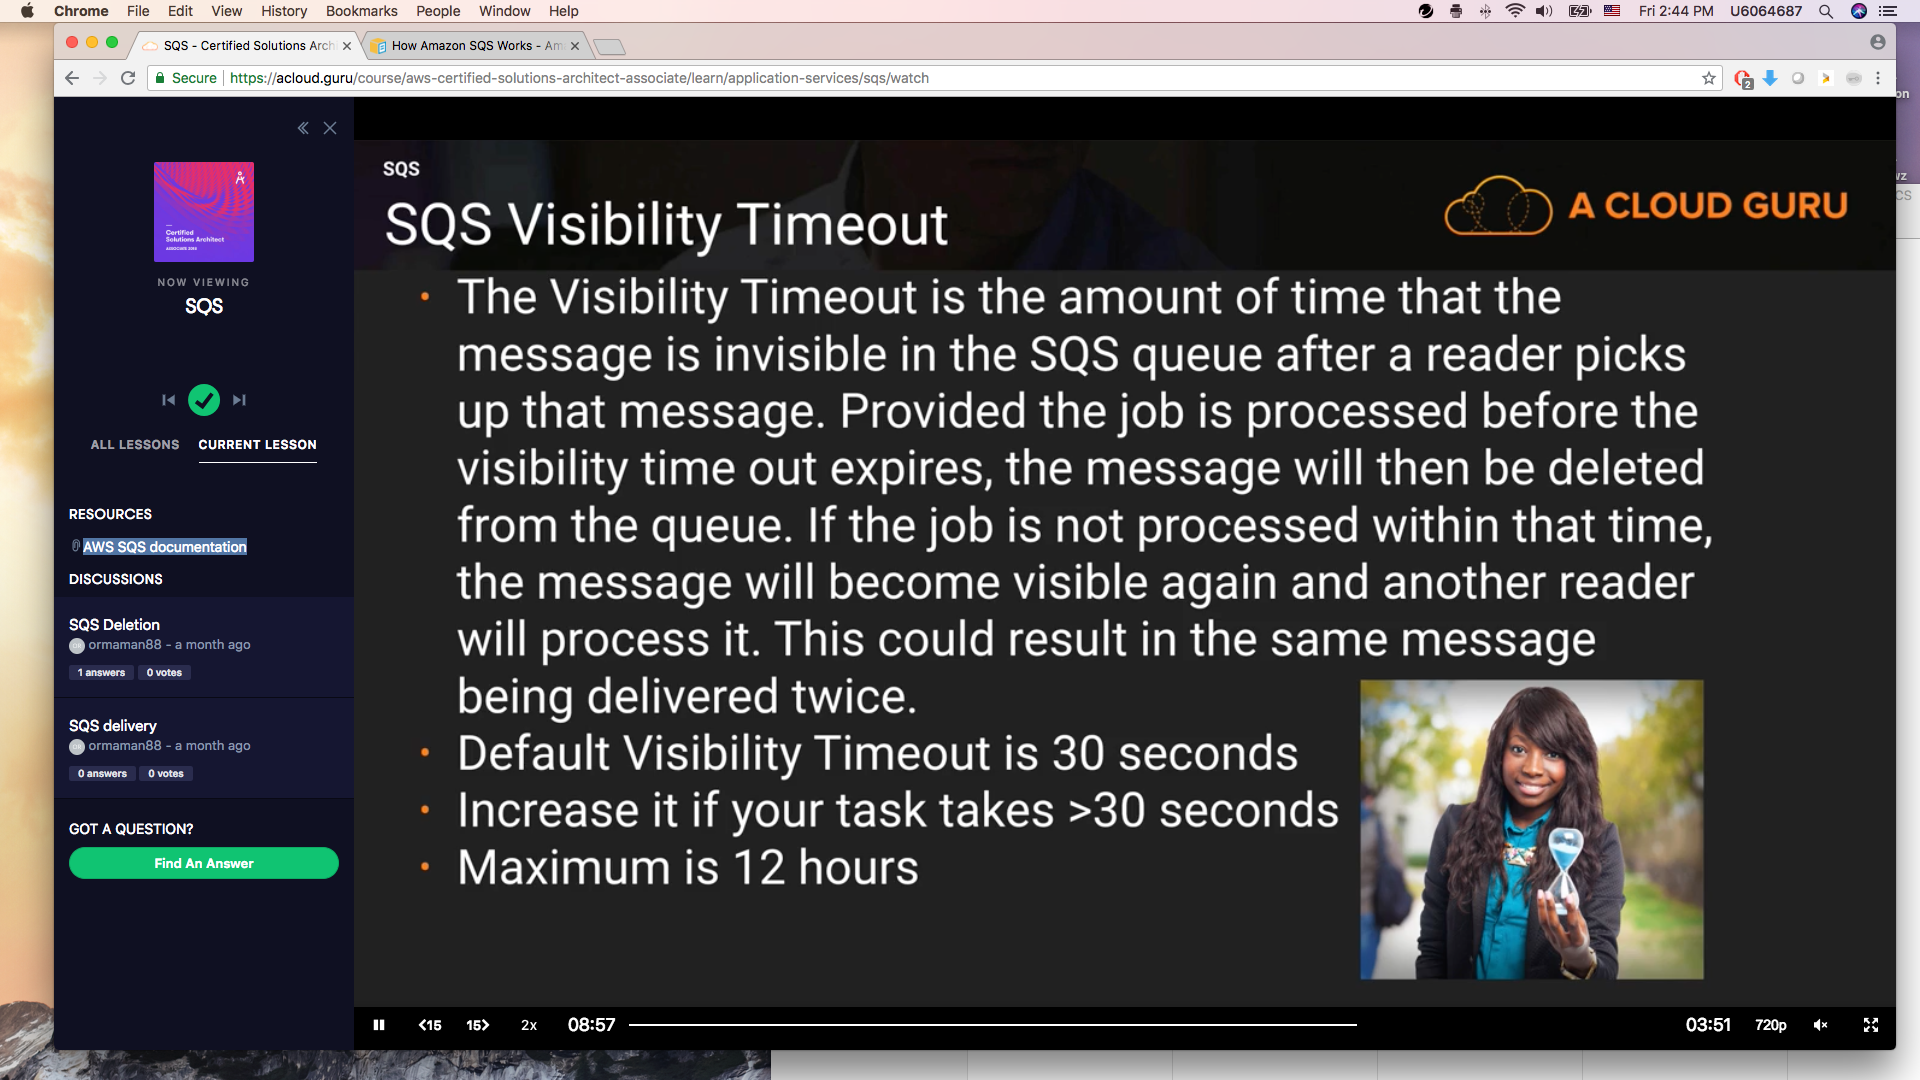 Chrome File Edit View History Bookmarks People Window Help
Fri 2:44 PM U6064687
SQS - Certified Solutions Arch
How Amazon SQS Works - Am
Secure https://acloud.guru/course/aws-certified-solutions-architect-associate/learn/application-services/sqs/watch
2
on
wz
CS
Certified
Solutions Architect
ASSOCIATE 2018
NOW VIEWING
SQS
ALL LESSONS CURRENT LESSON
RESOURCES
AWS SQS documentation
DISCUSSIONS
SQS Deletion
ormaman88 - a month ago
1 answers 0 votes
SQS delivery
ormaman88 - a month ago
0 answers 0 votes
GOT A QUESTION?
Find An Answer
SQS
SQS Visibility Timeout
A CLOUD GURU
• The Visibility Timeout is the amount of time that the
message is invisible in the SQS queue after a reader picks
up that message. Provided the job is processed before the
visibility time out expires, the message will then be deleted
from the queue. If the job is not processed within that time,
the message will become visible again and another reader
will process it. This could result in the same message
being delivered twice.
• Default Visibility Timeout is 30 seconds
• Increase it if your task takes >30 seconds
• Maximum is 12 hours
<15 15> 2x 08:57 03:51 720p